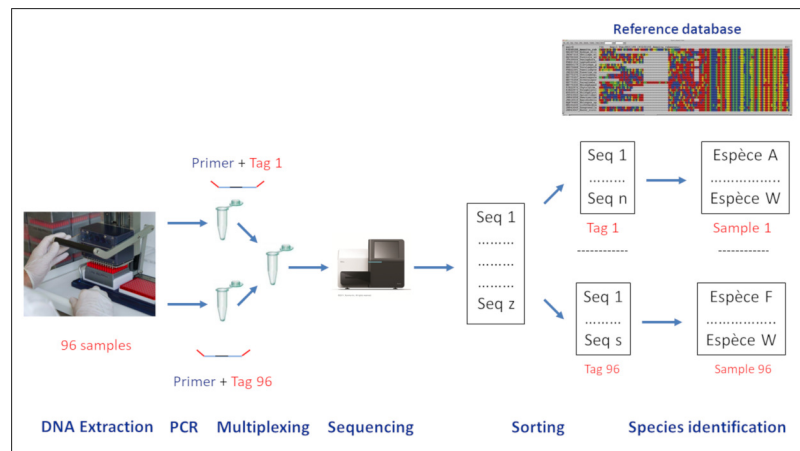 Reference database
Primer + Tag 1
Seq 1
.........
Seq n
Tag 1
------------
Espèce A
.................
Espèce W
Sample 1
------------
Seq 1
.........
.........
.........
Seq z
96 samples
Primer + Tag 96
Seq 1
.........
Seq s
Tag 96
Espèce F
.................
Espèce W
Sample 96
DNA Extraction PCR Multiplexing Sequencing Sorting Species identification